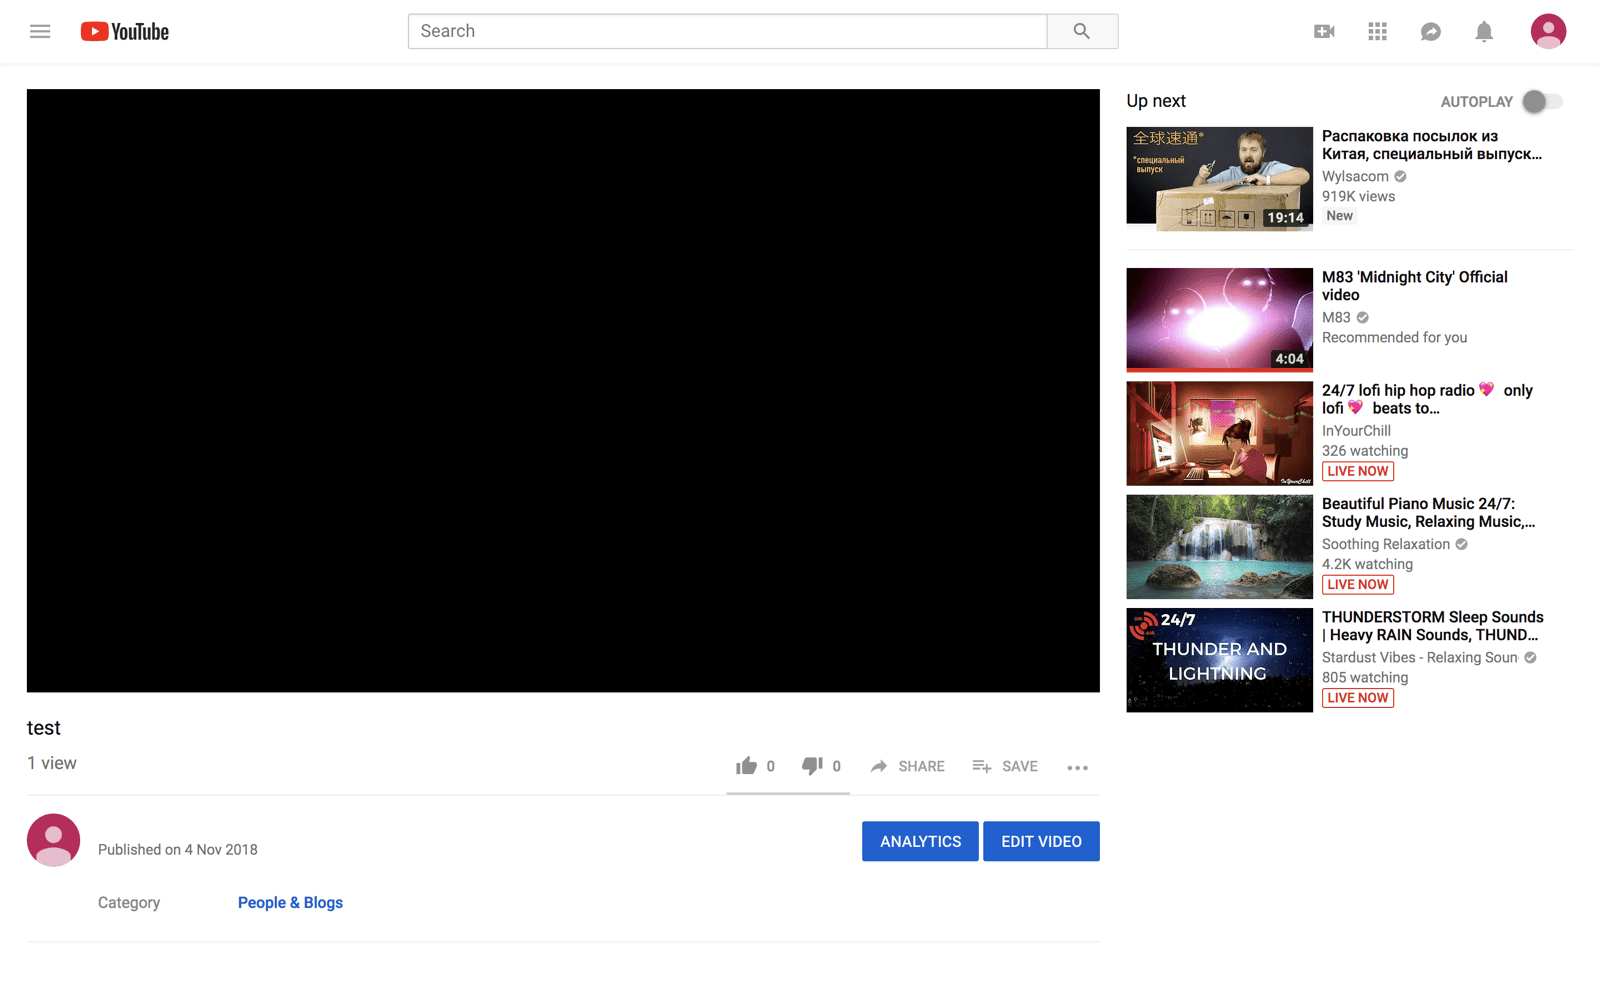 YouTube
Search
Up next
AUTOPLAY
全球速通*
*специальный
выпуск
19:14
Распаковка посылок из
Китая, специальный выпуск...
Wylsacom
919K views
New
4:04
M83 'Midnight City' Official
video
M83
Recommended for you
InYourChill
24/7 lofi hip hop radio💖 only
lofi💖 beats to...
InYourChill
326 watching
LIVE NOW
Beautiful Piano Music 24/7:
Study Music, Relaxing Music,...
Soothing Relaxation
4.2K watching
LIVE NOW
24/7
THUNDER AND
LIGHTNING
THUNDERSTORM Sleep Sounds
| Heavy RAIN Sounds, THUND...
Stardust Vibes - Relaxing Soun
805 watching
LIVE NOW
test
1 view
0
0
SHARE
SAVE
Published on 4 Nov 2018
ANALYTICS
EDIT VIDEO
Category
People & Blogs